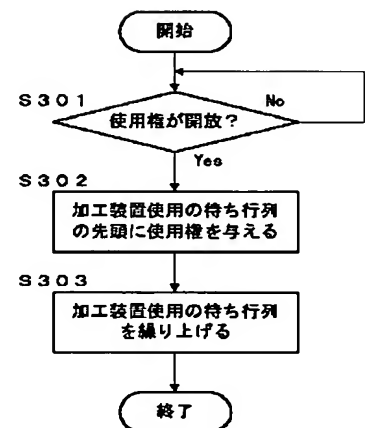 開始
S301
使用権が開放?
No
Yes
S302
加工装置使用の待ち行列
の先頭に使用権を与える
S303
加工装置使用の待ち行列
を繰り上げる
終了